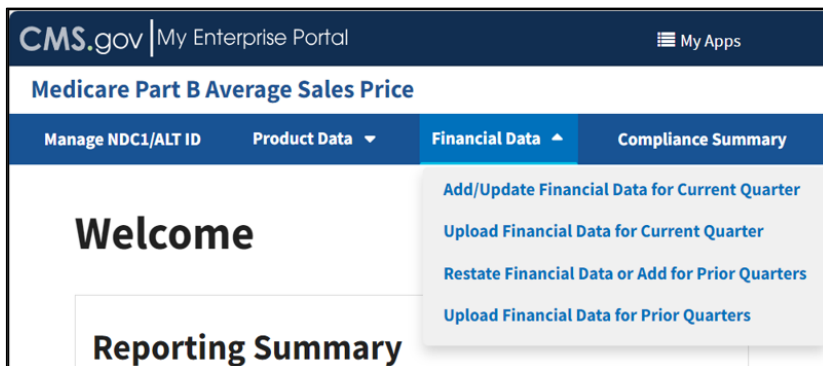 CMS.gov | My Enterprise Portal My Apps
Medicare Part B Average Sales Price
Manage NDC1/ALT ID Product Data Financial Data Compliance Summary
Add/Update Financial Data for Current Quarter
Upload Financial Data for Current Quarter
Restate Financial Data or Add for Prior Quarters
Upload Financial Data for Prior Quarters
Welcome
Reporting Summary